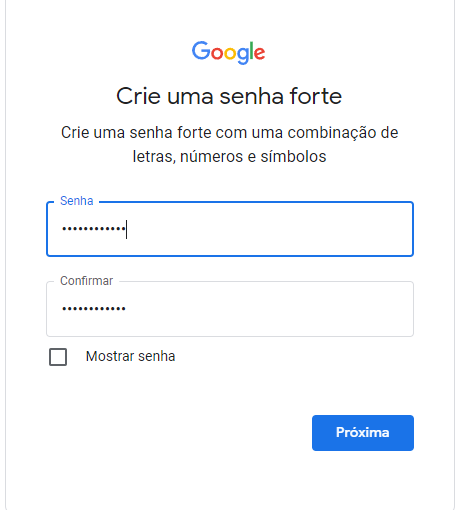 Google
Crie uma senha forte
Crie uma senha forte com uma combinação de
letras, números e símbolos
Senha
••••••••••••
Confirmar
••••••••••••
Mostrar senha
Próxima